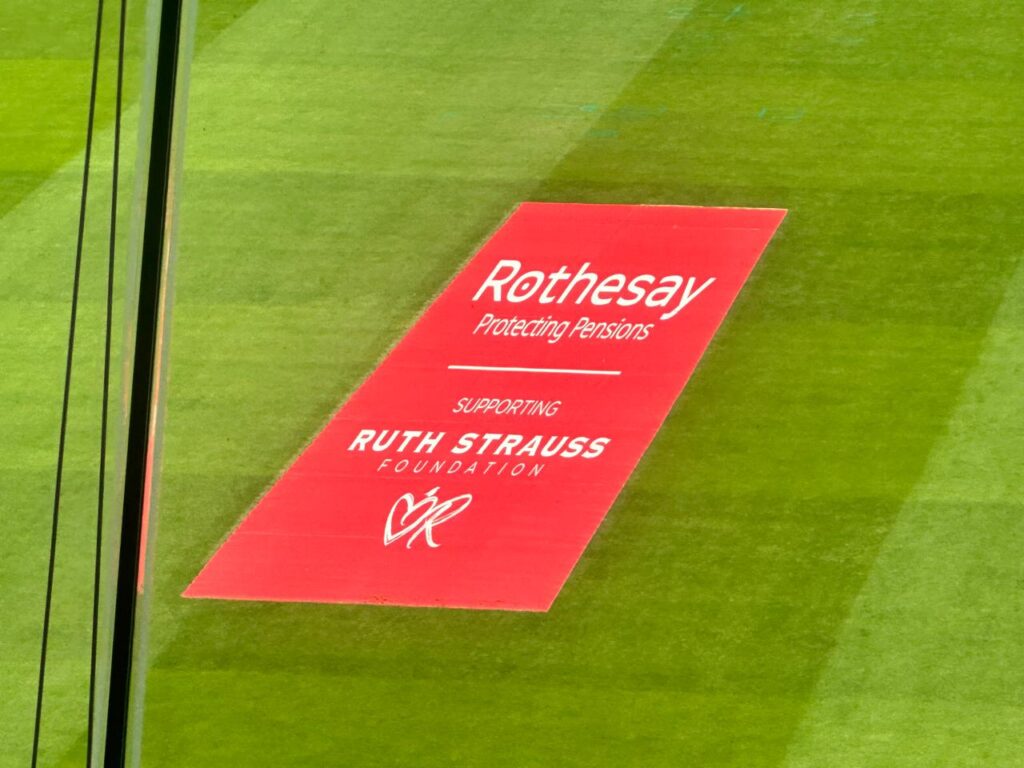 Rothesay
Protecting Pensions
SUPPORTING
RUTH STRAUSS
FOUNDATION
R